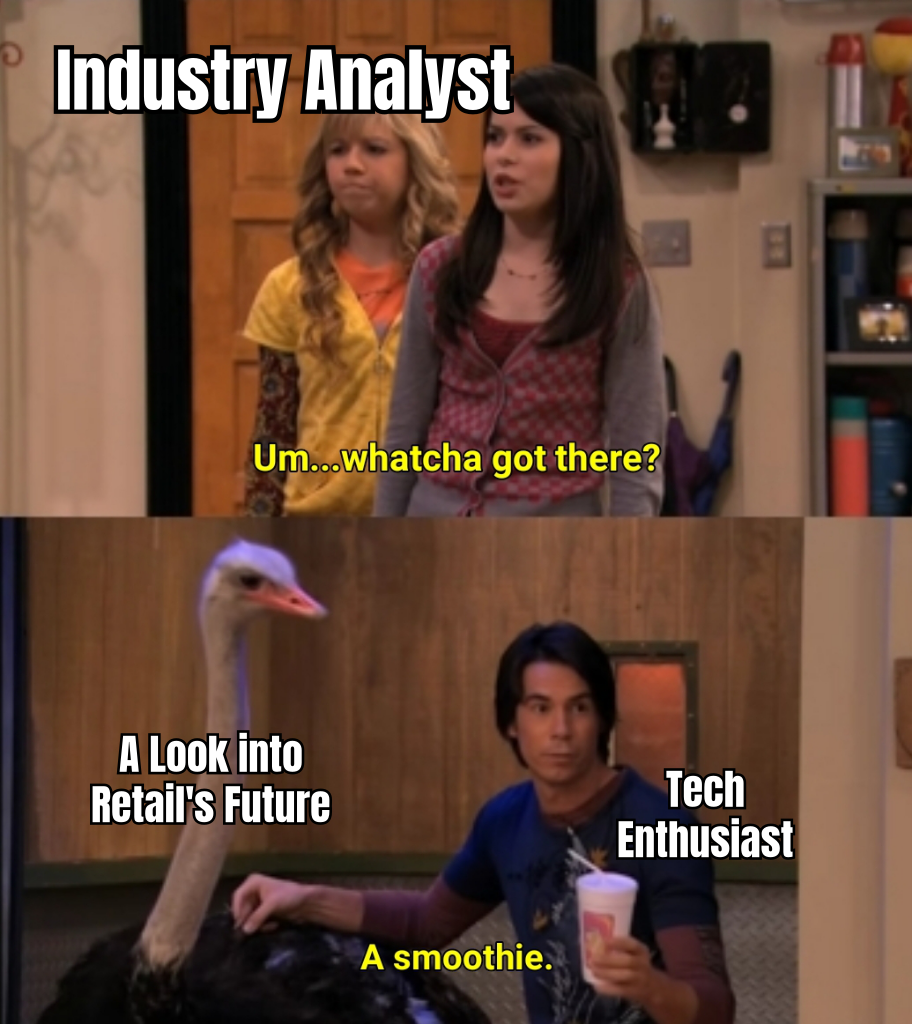 Industry Analyst
Um...whatcha got there?
A Look into
Retail's Future
Tech
Enthusiast
A smoothie.